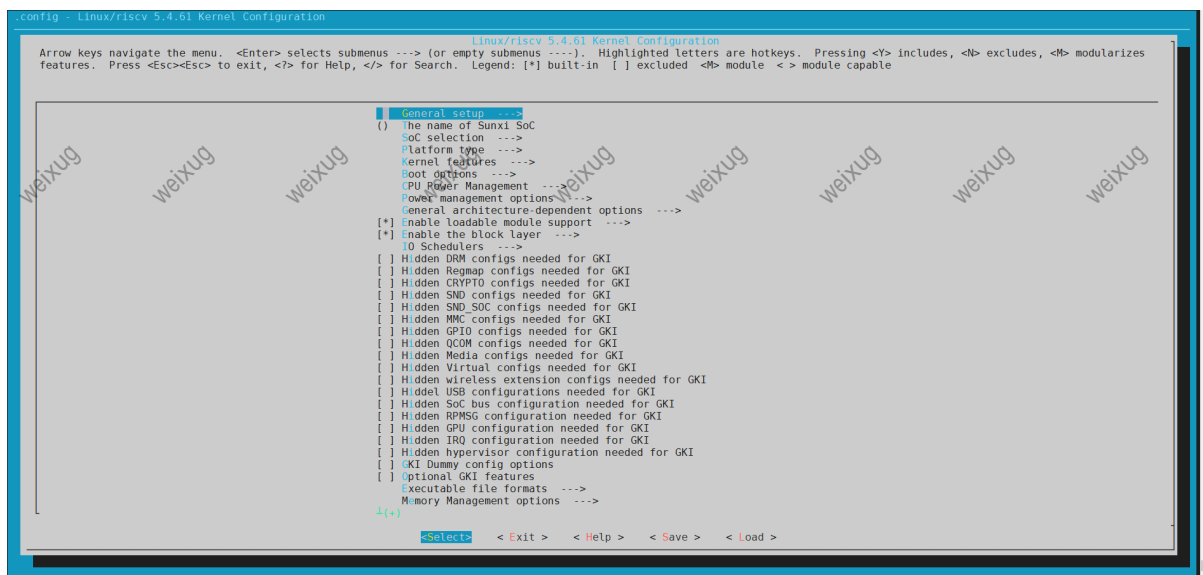 .config - Linux/riscv 5.4.61 Kernel Configuration
Linux/riscv 5.4.61 Kernel Configuration
Arrow keys navigate the menu.  <Enter> selects submenus ---> (or empty submenus ----).  Highlighted letters are hotkeys.  Pressing <Y> includes, <N> excludes, <M> modularizes
features.  Press <Esc><Esc> to exit, <?> for Help, </> for Search.  Legend: [*] built-in  [ ] excluded  <M> module  < > module capable
General setup  --->
()  The name of Sunxi SoC
SoC selection  --->
Platform type  --->
Kernel features  --->
Boot options  --->
CPU Power Management  --->
Power management options  --->
General architecture-dependent options  --->
[*] Enable loadable module support  --->
[*] Enable the block layer  --->
IO Schedulers  --->
[ ] Hidden DRM configs needed for GKI
[ ] Hidden Regmap configs needed for GKI
[ ] Hidden CRYPTO configs needed for GKI
[ ] Hidden SND configs needed for GKI
[ ] Hidden SND_SOC configs needed for GKI
[ ] Hidden MMC configs needed for GKI
[ ] Hidden GPIO configs needed for GKI
[ ] Hidden QCOM configs needed for GKI
[ ] Hidden Media configs needed for GKI
[ ] Hidden Virtual configs needed for GKI
[ ] Hidden wireless extension configs needed for GKI
[ ] Hiddel USB configurations needed for GKI
[ ] Hidden SoC bus configuration needed for GKI
[ ] Hidden RPMSG configuration needed for GKI
[ ] Hidden GPU configuration needed for GKI
[ ] Hidden IRQ configuration needed for GKI
[ ] Hidden hypervisor configuration needed for GKI
[ ] GKI Dummy config options
[ ] Optional GKI features
Executable file formats  --->
Memory Management options  --->
┴(+)
<Select>    < Exit >    < Help >    < Save >    < Load >
weixug weixug weixug weixug weixug weixug weixug weixug weixug